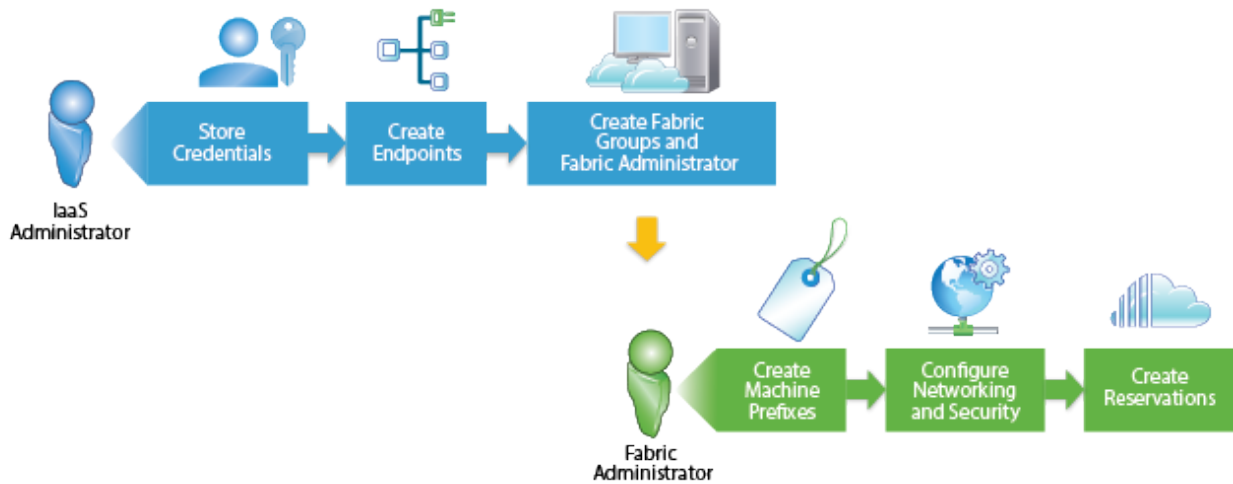 Store
Credentials
Create
Endpoints
Create Fabric
Groups and
Fabric Administrator
IaaS
Administrator
Create
Machine
Prefixes
Configure
Networking
and Security
Create
Reservations
Fabric
Administrator